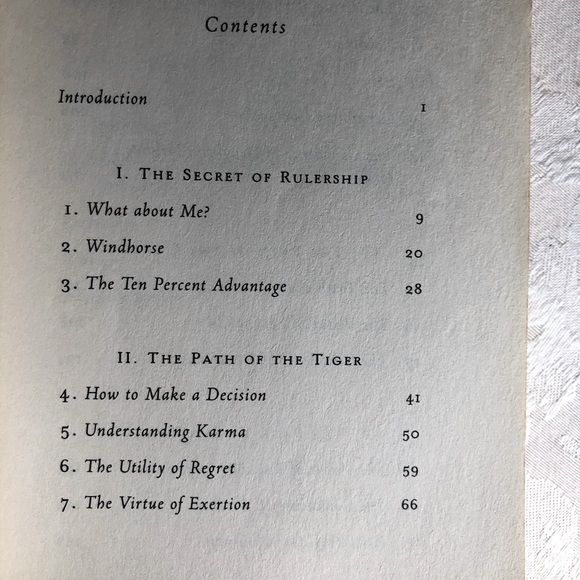 Contents
Introduction 1
I. The Secret of Rulership
1. What about Me? 9
2. Windhorse 20
3. The Ten Percent Advantage 28
II. The Path of the Tiger
4. How to Make a Decision 41
5. Understanding Karma 50
6. The Utility of Regret 59
7. The Virtue of Exertion 66